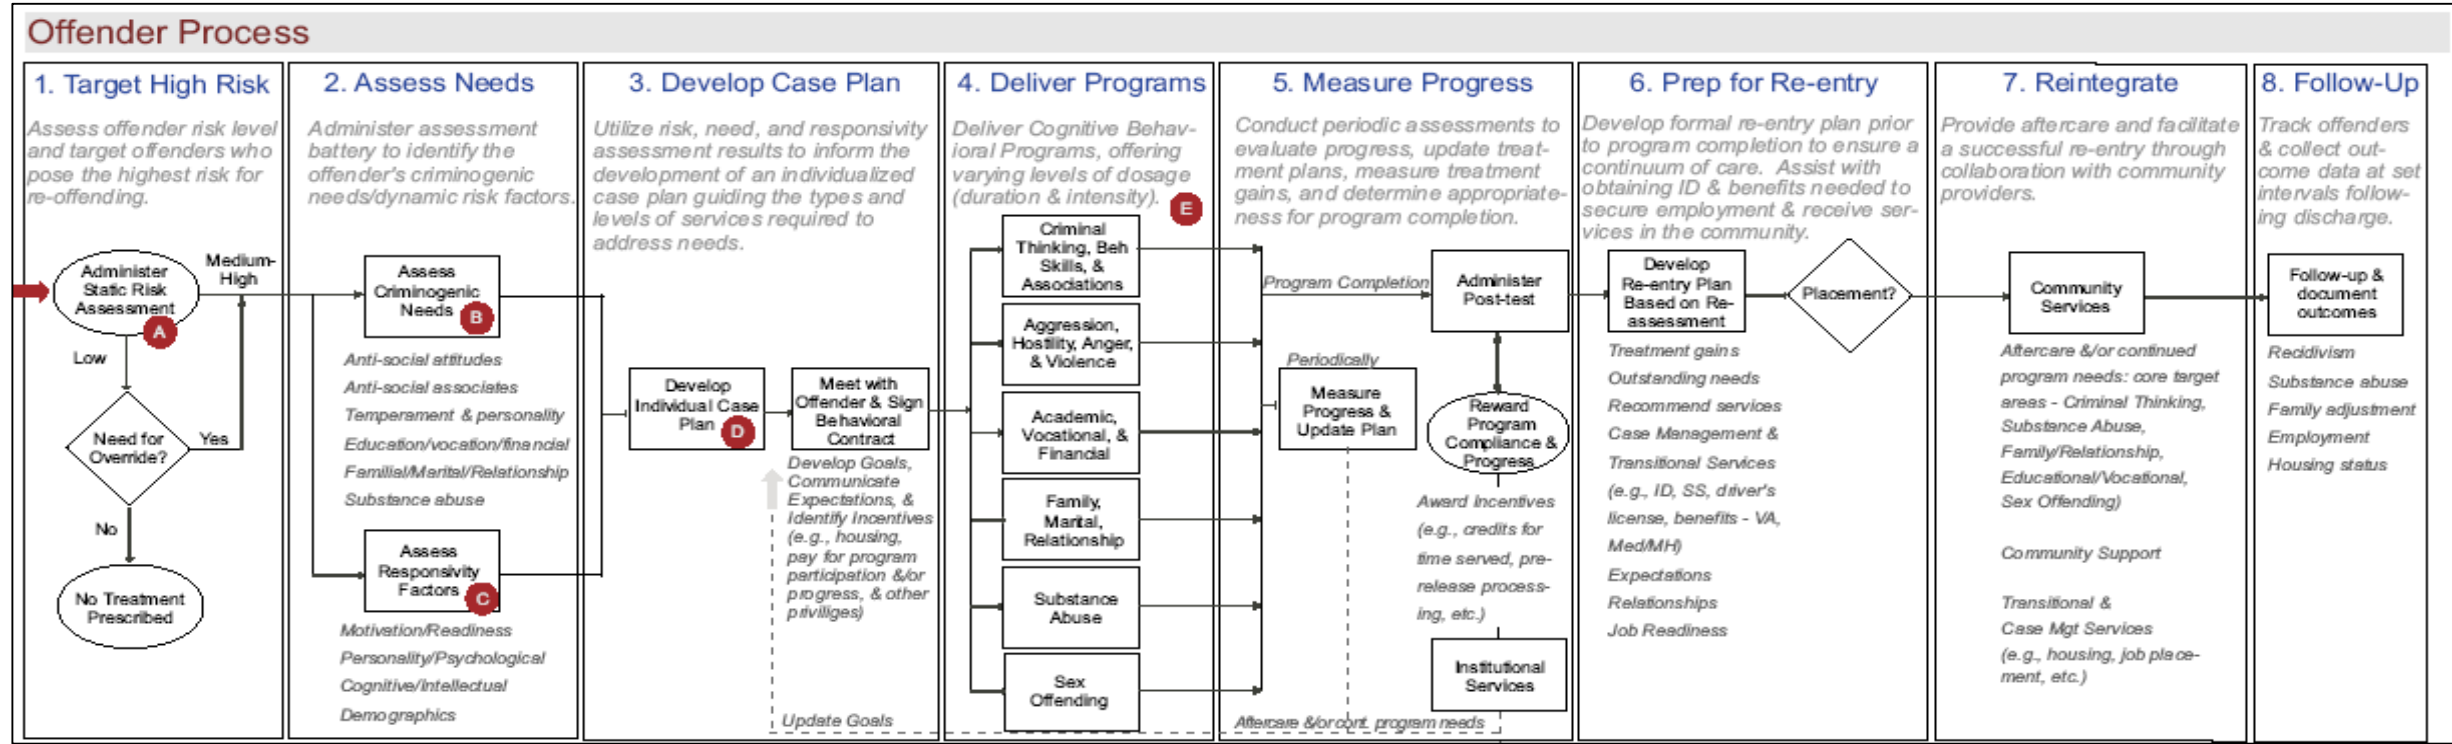 Offender Process
1. Target High Risk
Assess offender risk level
and target offenders who
pose the highest risk for
re-offending.
Administer
Static Risk
Assessment
A
Medium-
High
Low
Need for
Override?
Yes
No
No Treatment
Prescribed
2. Assess Needs
Administer assessment
battery to identify the
offender's criminogenic
needs/dynamic risk factors.
Assess
Criminogenic
Needs
B
Anti-social attitudes
Anti-social associates
Temperament & personality
Education/vocation/financial
Familial/Marital/Relationship
Substance abuse
Assess
Responsivity
Factors
C
Motivation/Readiness
Personality/Psychological
Cognitive/Intellectual
Demographics
3. Develop Case Plan
Utilize risk, need, and responsivity
assessment results to inform the
development of an individualized
case plan guiding the types and
levels of services required to
address needs.
Develop
Individual Case
Plan
D
Meet with
Offender & Sign
Behavioral
Contract
Develop Goals,
Communicate
Expectations, &
Identify Incentives
(e.g., housing,
pay for program
participation &/or
progress, & other
priviliges)
Update Goals
4. Deliver Programs
Deliver Cognitive Behav-
ioral Programs, offering
varying levels of dosage
(duration & intensity).
E
Criminal
Thinking, Beh
Skills, &
Associations
Aggression,
Hostility, Anger,
& Violence
Academic,
Vocational, &
Financial
Family,
Marital,
Relationship
Substance
Abuse
Sex
Offending
5. Measure Progress
Conduct periodic assessments to
evaluate progress, update treat-
ment plans, measure treatment
gains, and determine appropriate-
ness for program completion.
Program Completion
Administer
Post-test
Periodically
Measure
Progress &
Update Plan
Reward
Program
Compliance &
Progress
Award Incentives
(e.g., credits for
time served, pre-
release process-
ing, etc.)
Institutional
Services
Aftercare &/or cont. program needs
6. Prep for Re-entry
Develop formal re-entry plan prior
to program completion to ensure a
continuum of care. Assist with
obtaining ID & benefits needed to
secure employment & receive ser-
vices in the community.
Develop
Re-entry Plan
Based on Re-
assessment
Placement?
Treatment gains
Outstanding needs
Recommend services
Case Management &
Transitional Services
(e.g., ID, SS, driver's
license, benefits - VA,
Med/MH)
Expectations
Relationships
Job Readiness
7. Reintegrate
Provide aftercare and facilitate
a successful re-entry through
collaboration with community
providers.
Community
Services
Aftercare &/or continued
program needs: core target
areas - Criminal Thinking,
Substance Abuse,
Family/Relationship,
Educational/Vocational,
Sex Offending)
Community Support
Transitional &
Case Mgt Services
(e.g., housing, job place-
ment, etc.)
8. Follow-Up
Track offenders
& collect out-
come data at set
intervals follow-
ing discharge.
Follow-up &
document
outcomes
Recidivism
Substance abuse
Family adjustment
Employment
Housing status